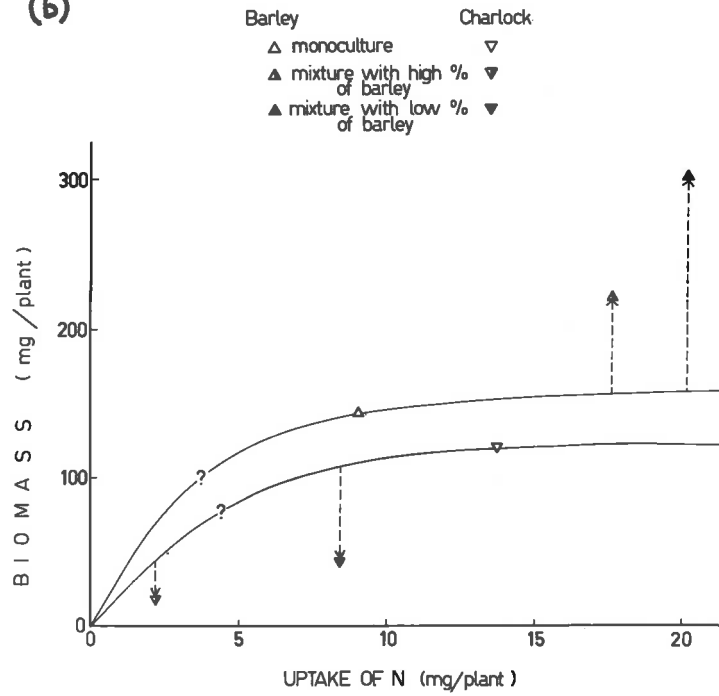 (b)
Barley Charlock
△ monoculture ▽
▲ mixture with high % ▼
of barley
▲ mixture with low % ▼
of barley
300
200
100
0
BIOMASS (mg/plant)
?
?
0 5 10 15 20
UPTAKE OF N (mg/plant)